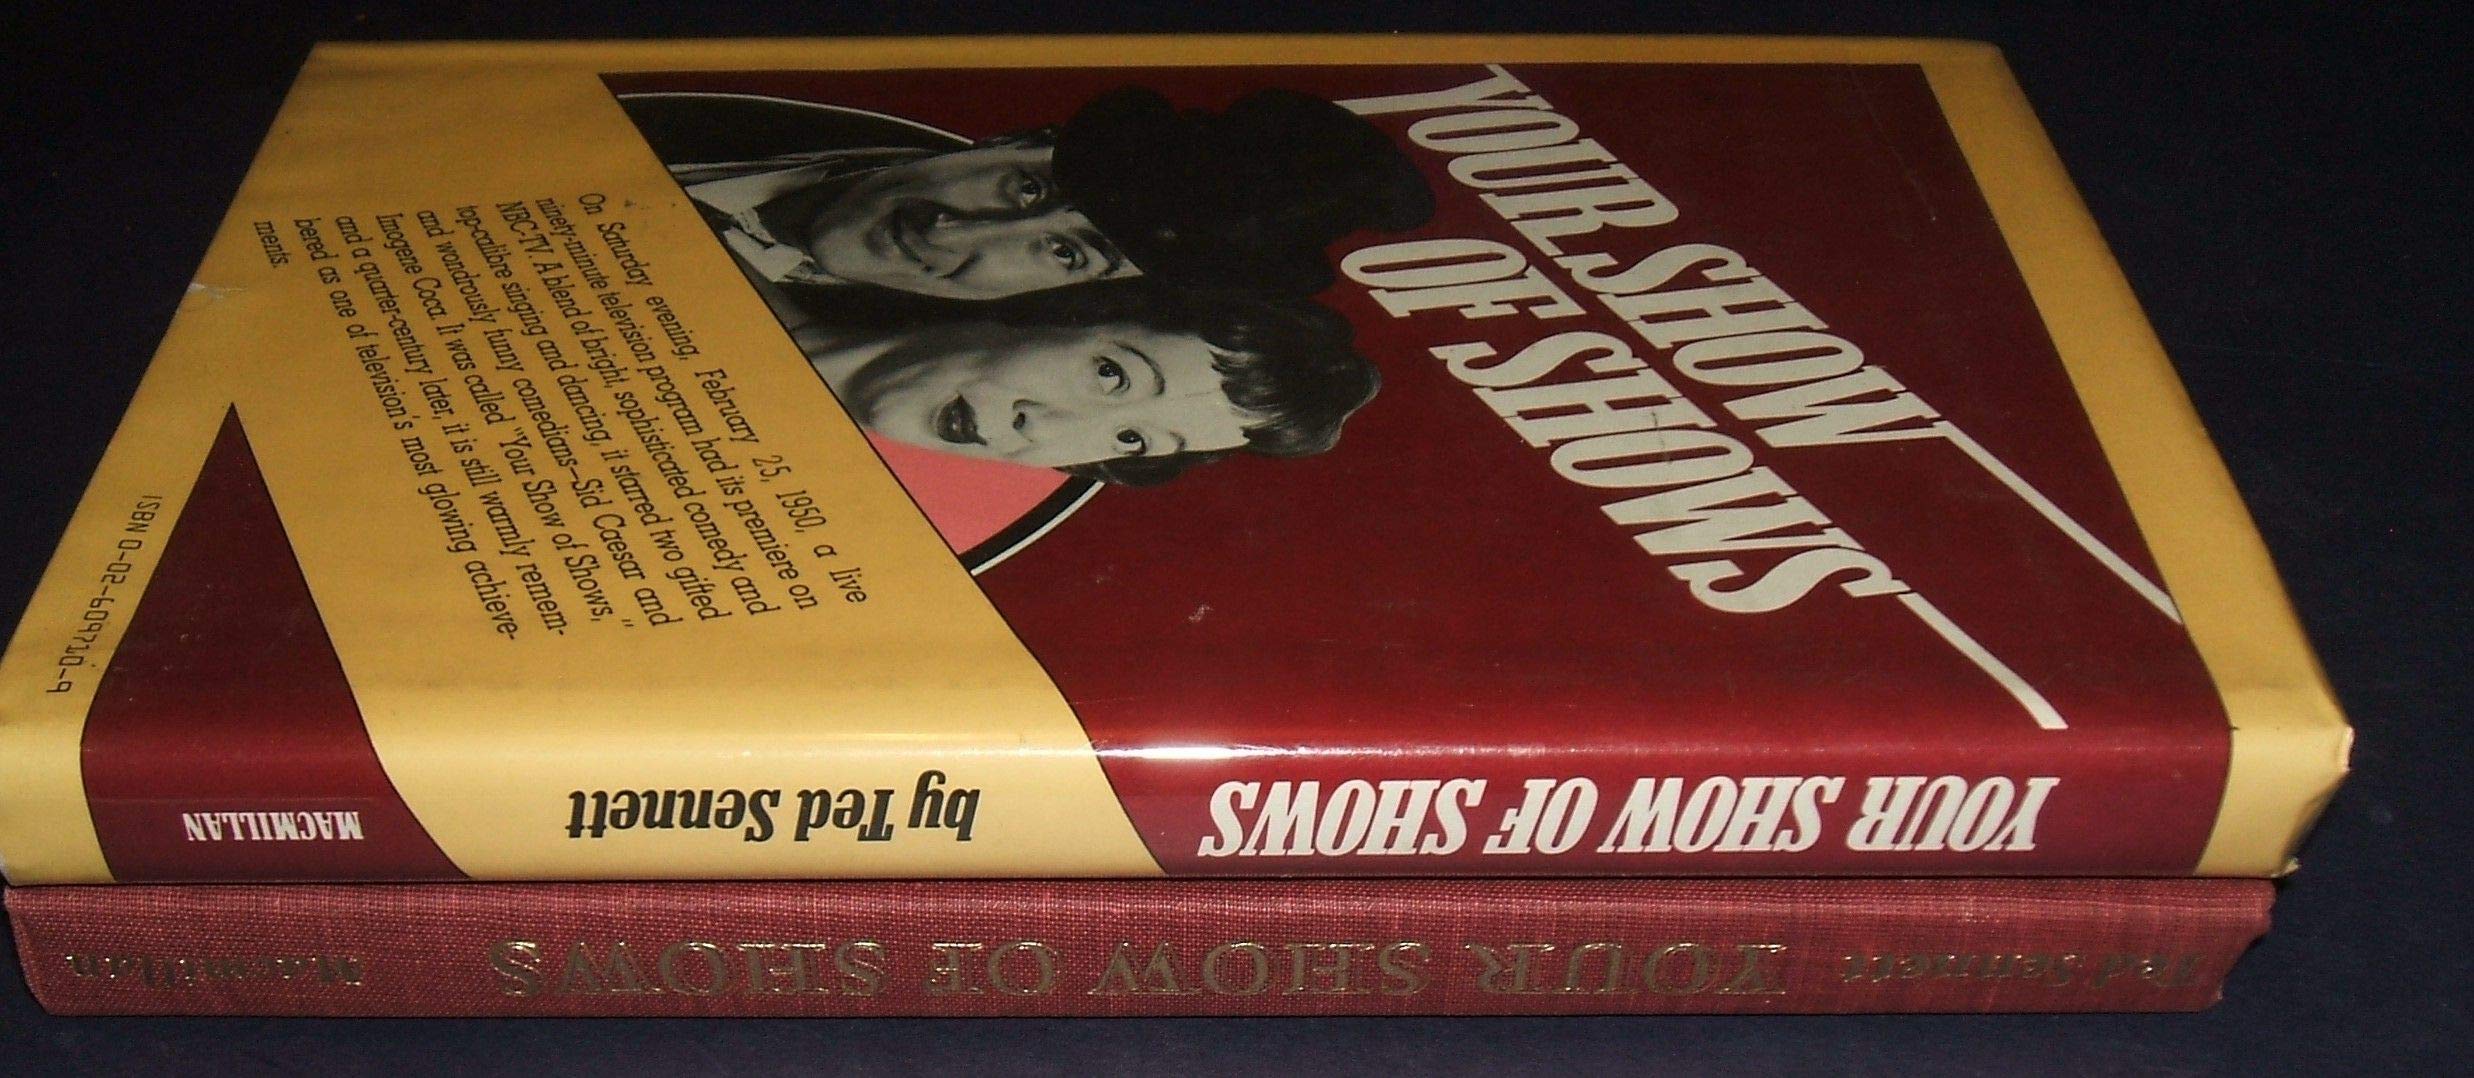 YOUR SHOW
OF SHOWS
On Saturday evening, February 25, 1950, a live
ninety-minute television program had its premiere on
NBC-TV. A blend of bright, sophisticated comedy and
top-calibre singing and dancing, it starred two gifted
and wondrously funny comedians—Sid Caesar and
Imogene Coca. It was called "Your Show of Shows,"
and a quarter-century later, it is still warmly remem-
bered as one of television's most glowing achieve-
ments.
ISBN 0-02-609710-9
YOUR SHOW OF SHOWS by Ted Sennett MACMILLAN
Ted Sennett YOUR SHOW OF SHOWS Macmillan